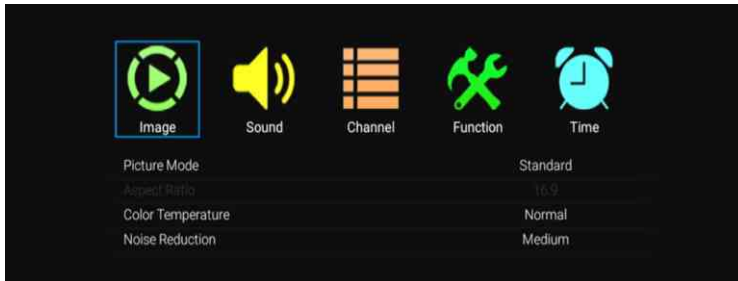 Image Sound Channel Function Time
Picture Mode Standard
Aspect Ratio 16:9
Color Temperature Normal
Noise Reduction Medium